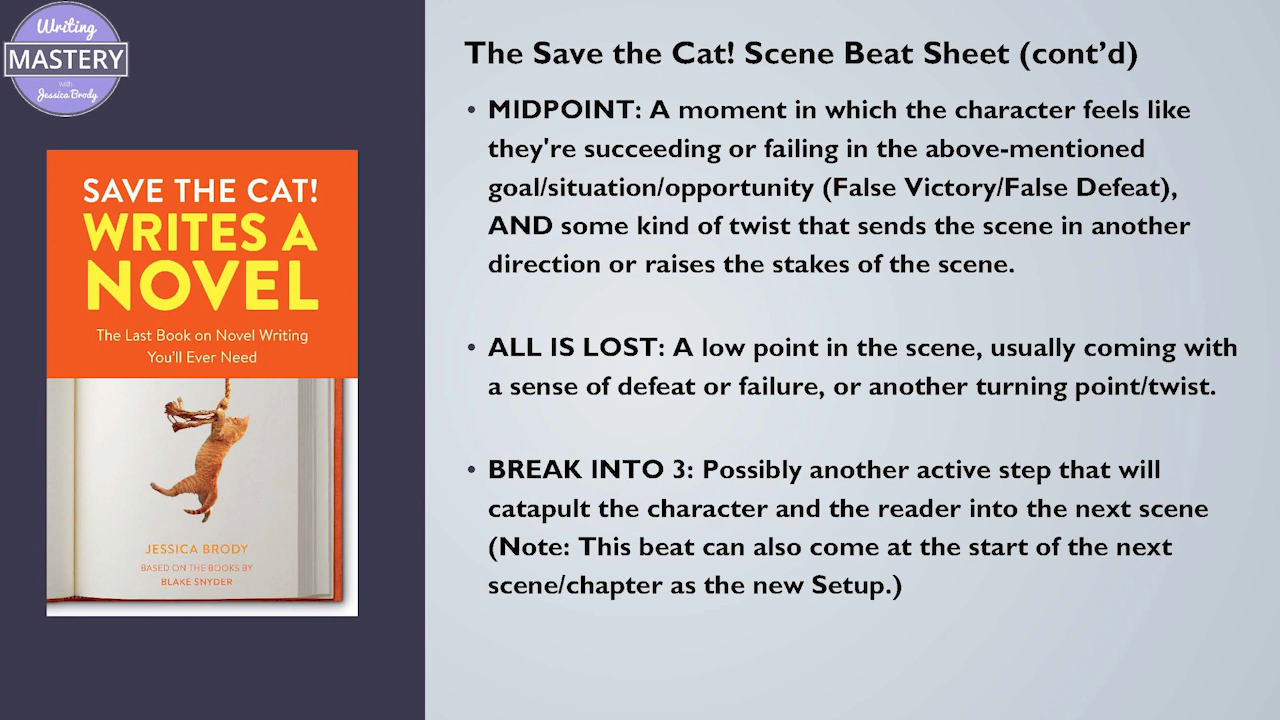 Writing
MASTERY
with
Jessica Brody
SAVE THE CAT!
WRITES A
NOVEL
The Last Book on Novel Writing
You'll Ever Need
JESSICA BRODY
BASED ON THE BOOKS BY
BLAKE SNYDER
The Save the Cat! Scene Beat Sheet (cont’d)
• MIDPOINT: A moment in which the character feels like
they're succeeding or failing in the above-mentioned
goal/situation/opportunity (False Victory/False Defeat),
AND some kind of twist that sends the scene in another
direction or raises the stakes of the scene.
• ALL IS LOST: A low point in the scene, usually coming with
a sense of defeat or failure, or another turning point/twist.
• BREAK INTO 3: Possibly another active step that will
catapult the character and the reader into the next scene
(Note: This beat can also come at the start of the next
scene/chapter as the new Setup.)